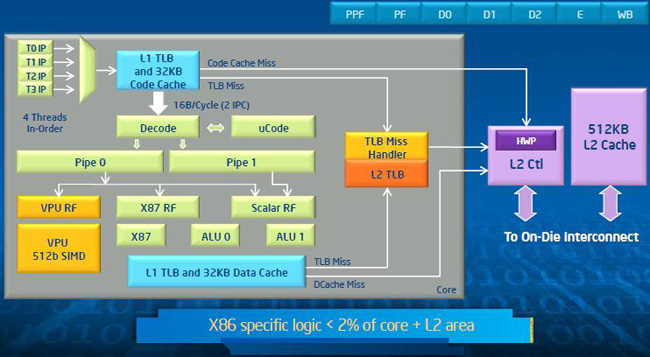 PPF PF D0 D1 D2 E WB
T0 IP
T1 IP
T2 IP
T3 IP
4 Threads
In-Order
L1 TLB
and 32KB
Code Cache
Code Cache Miss
TLB Miss
16B/Cycle (2 IPC)
Decode
uCode
Pipe 0
Pipe 1
VPU RF
X87 RF
Scalar RF
VPU
512b SIMD
X87
ALU 0
ALU 1
L1 TLB and 32KB Data Cache
TLB Miss
DCache Miss
Core
TLB Miss
Handler
L2 TLB
HWP
L2 Ctl
512KB
L2 Cache
To On-Die Interconnect
X86 specific logic < 2% of core + L2 area